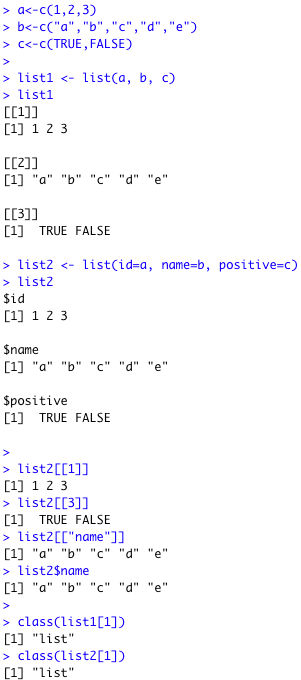 > a<-c(1,2,3)
> b<-c("a","b","c","d","e")
> c<-c(TRUE,FALSE)
>
> list1 <- list(a, b, c)
> list1
[[1]]
[1] 1 2 3

[[2]]
[1] "a" "b" "c" "d" "e"

[[3]]
[1]  TRUE FALSE

> list2 <- list(id=a, name=b, positive=c)
> list2
$id
[1] 1 2 3

$name
[1] "a" "b" "c" "d" "e"

$positive
[1]  TRUE FALSE

>
> list2[[1]]
[1] 1 2 3
> list2[[3]]
[1]  TRUE FALSE
> list2[["name"]]
[1] "a" "b" "c" "d" "e"
> list2$name
[1] "a" "b" "c" "d" "e"
>
> class(list1[1])
[1] "list"
> class(list2[1])
[1] "list"